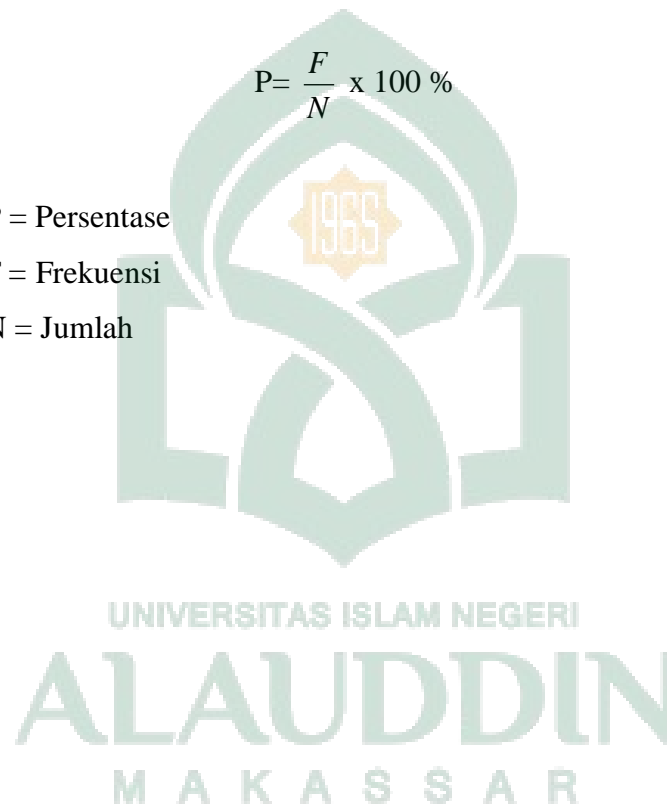 P= F/N x 100 %
1965
= Persentase
= Frekuensi
N = Jumlah
UNIVERSITAS ISLAM NEGERI
ALAUDDIN
MAKASSAR